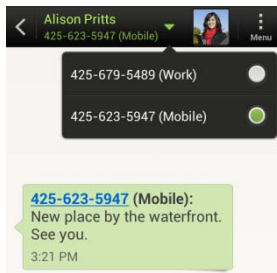 Alison Pritts
425-623-5947 (Mobile)
Menu
425-679-5489 (Work)
425-623-5947 (Mobile)
425-623-5947 (Mobile):
New place by the waterfront.
See you.
3:21 PM